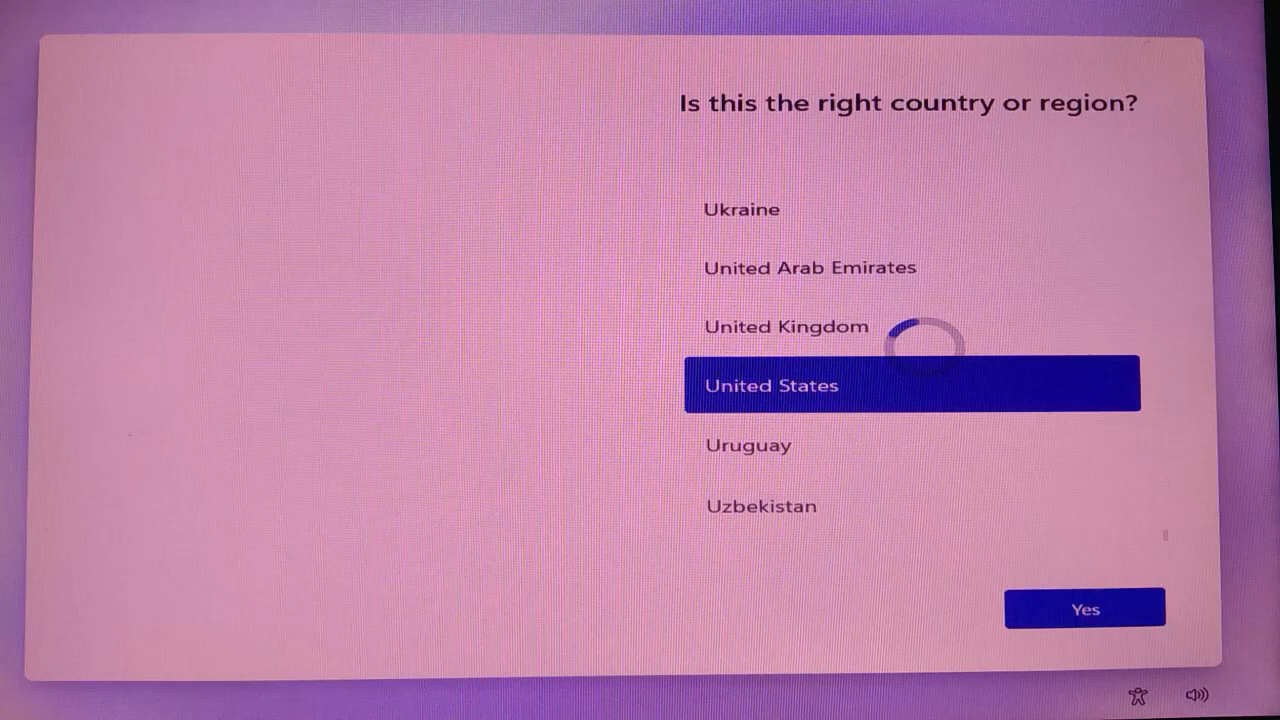 Is this the right country or region?
Ukraine
United Arab Emirates
United Kingdom
United States
Uruguay
Uzbekistan
Yes